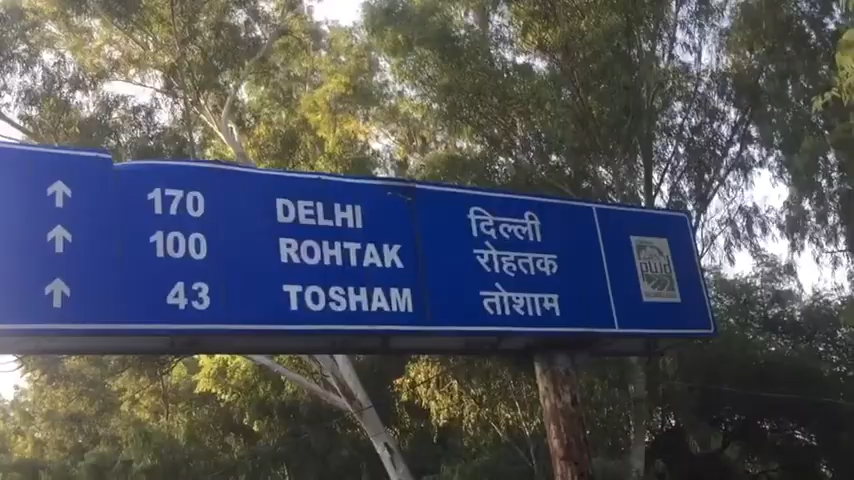 ↑ 170 DELHI दिल्ली
↑ 100 ROHTAK रोहतक
↑ 43 TOSHAM तोशाम
pwd